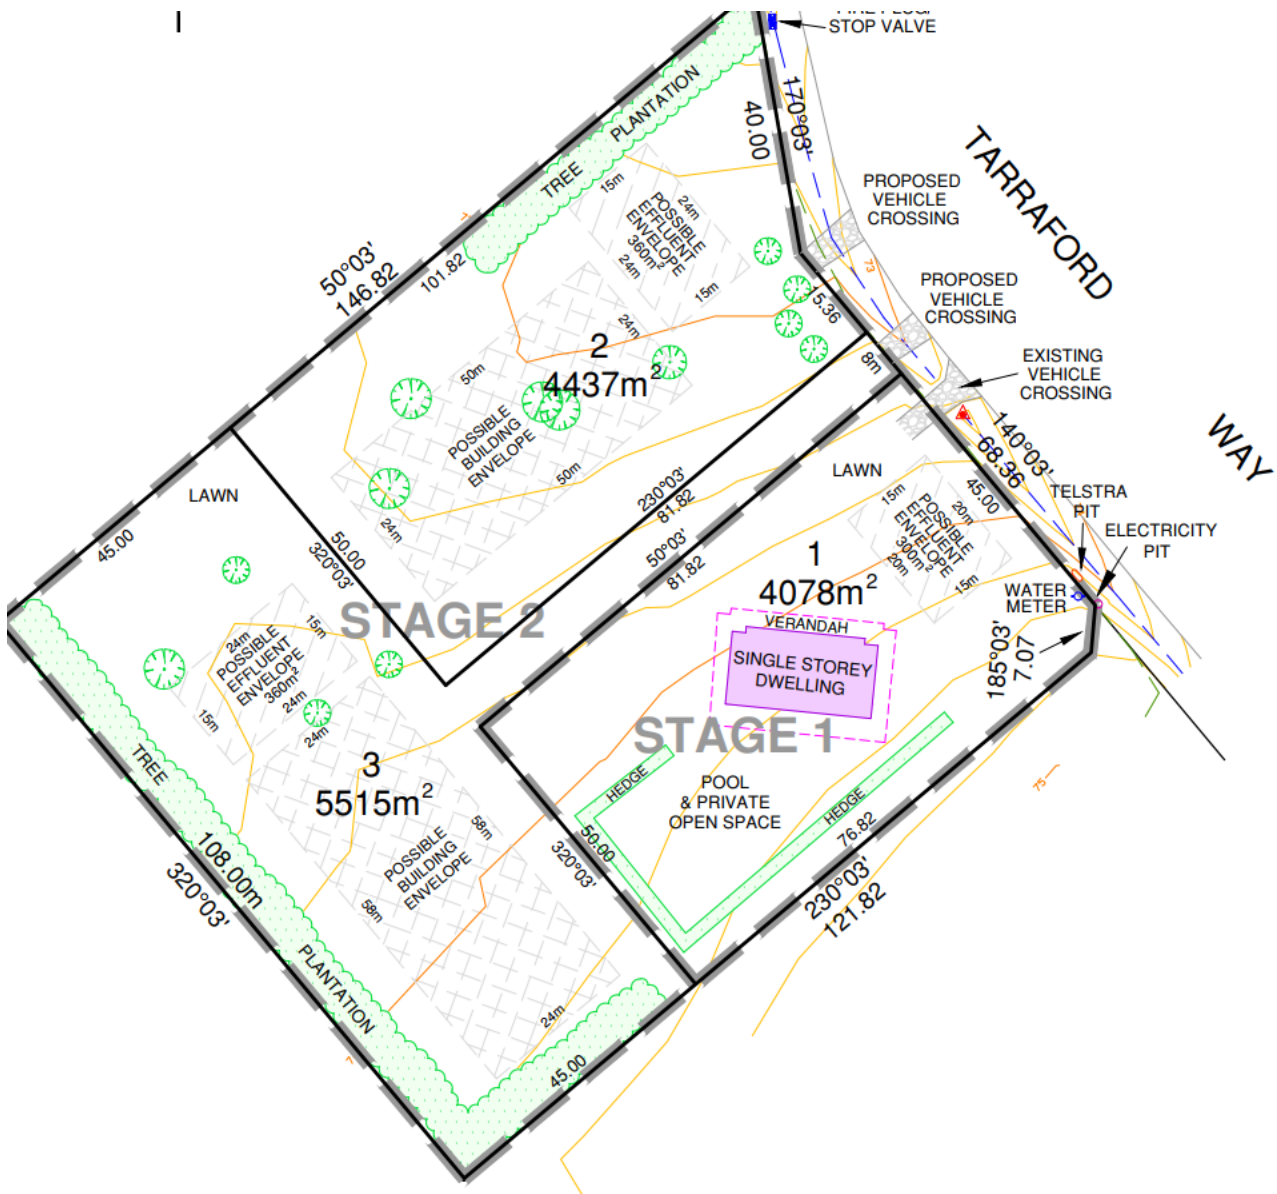 STOP VALVE
170°03'
40.00
TARRAFORD
WAY
PROPOSED
VEHICLE
CROSSING
PROPOSED
VEHICLE
CROSSING
EXISTING
VEHICLE
CROSSING
73
TREE
PLANTATION
15m
24m
POSSIBLE
EFFLUENT
ENVELOPE
360m²
24m
15m
50°03'
146.82
101.82
15.36
8m
2
4437m²
24m
50m
POSSIBLE
BUILDING
ENVELOPE
50m
24m
230°03'
81.82
50°03'
81.82
LAWN
45.00
50.00
320°03'
STAGE 2
LAWN
140°03'
68.36
45.00
TELSTRA
PIT
ELECTRICITY
PIT
WATER
METER
15m
20m
POSSIBLE
EFFLUENT
ENVELOPE
300m²
20m
15m
1
4078m²
VERANDAH
SINGLE STOREY
DWELLING
STAGE 1
185°03'
7.07
75
POOL
& PRIVATE
OPEN SPACE
HEDGE
HEDGE
76.82
230°03'
121.82
50.00
320°03'
15m
24m
POSSIBLE
EFFLUENT
ENVELOPE
360m²
24m
15m
24m
3
5515m²
58m
POSSIBLE
BUILDING
ENVELOPE
58m
24m
TREE
PLANTATION
108.00m
320°03'
45.00